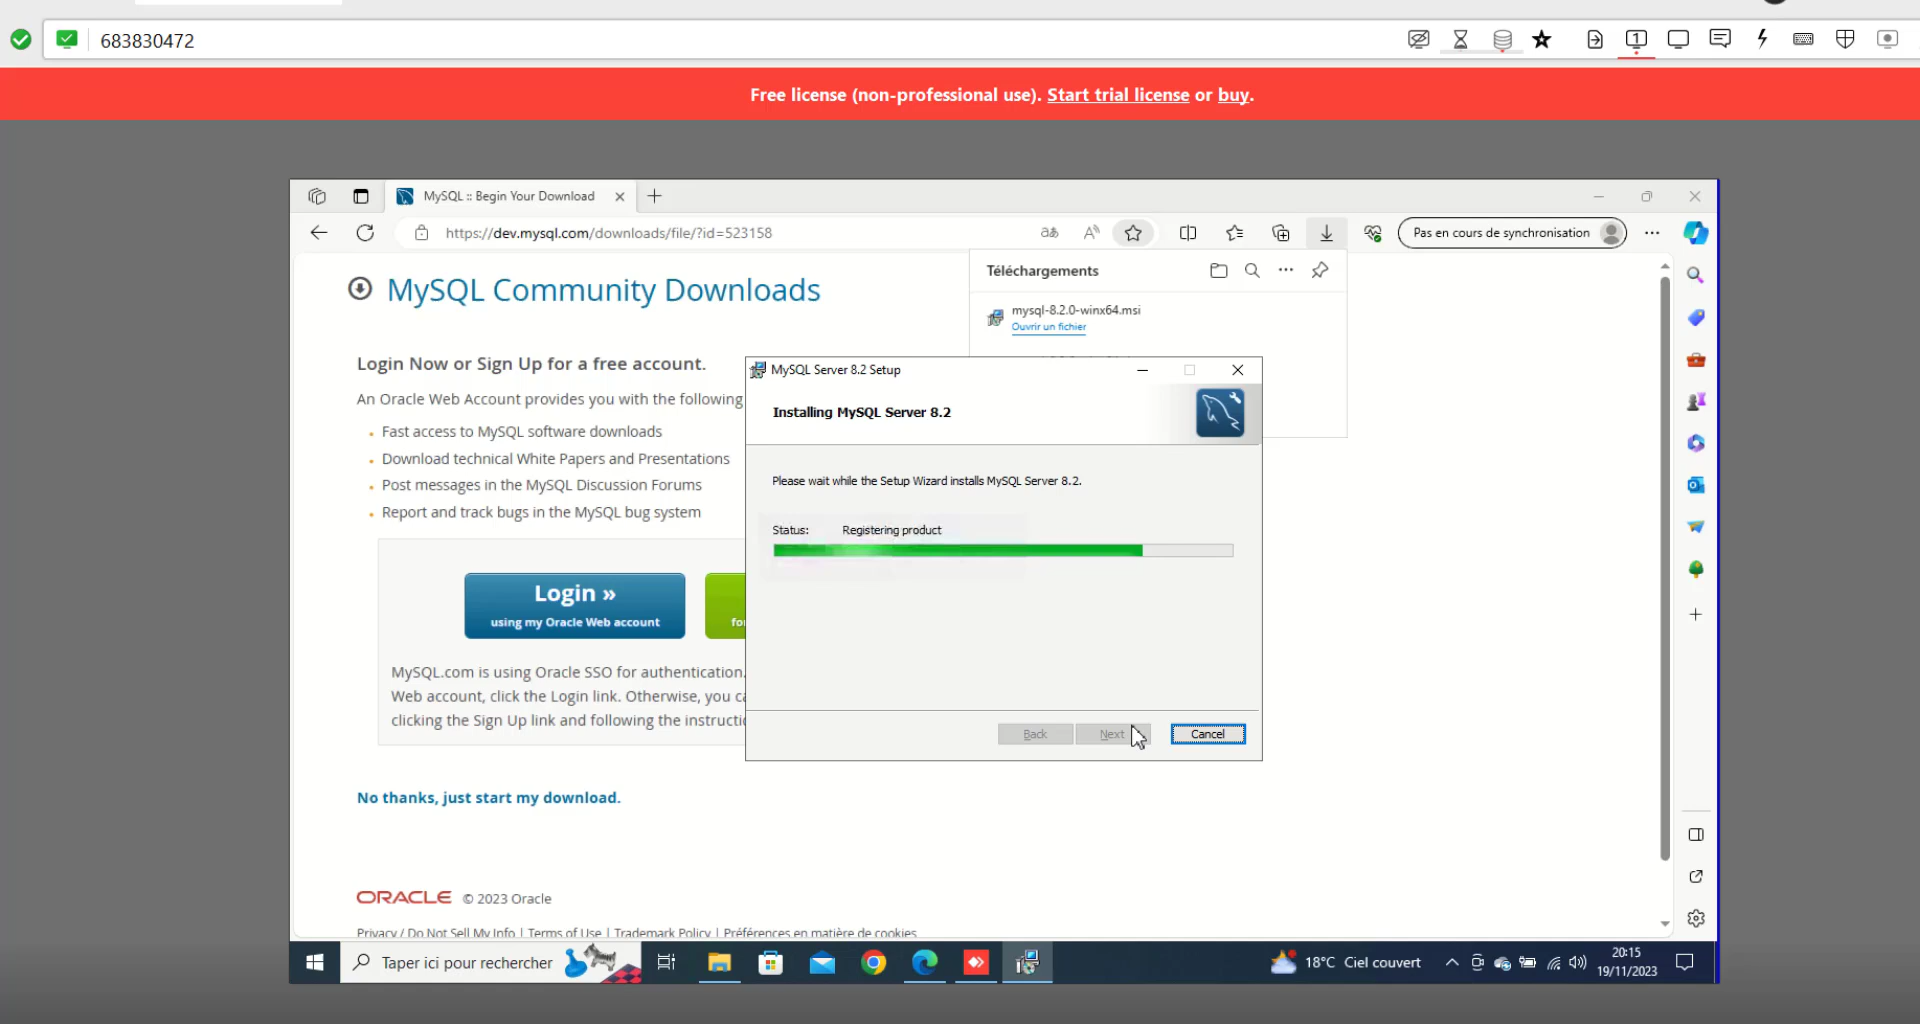 683830472
1
Free license (non-professional use). Start trial license or buy.
MySQL :: Begin Your Download
https://dev.mysql.com/downloads/file/?id=523158
Pas en cours de synchronisation
MySQL Community Downloads
Téléchargements
mysql-8.2.0-winx64.msi
Ouvrir un fichier
Login Now or Sign Up for a free account.
An Oracle Web Account provides you with the following
Fast access to MySQL software downloads
Download technical White Papers and Presentations
Post messages in the MySQL Discussion Forums
Report and track bugs in the MySQL bug system
Login »
using my Oracle Web account
MySQL.com is using Oracle SSO for authentication.
Web account, click the Login link. Otherwise, you
clicking the Sign Up link and following the
No thanks, just start my download.
MySQL Server 8.2 Setup
Installing MySQL Server 8.2
Please wait while the Setup Wizard installs MySQL Server 8.2.
Status: Registering product
Back Next Cancel
ORACLE © 2023 Oracle
Privacy / Do Not Sell My Info | Terms of Use | Trademark Policy | Préférences en matière de cookies
Taper ici pour rechercher
18°C Ciel couvert
20:15
19/11/2023